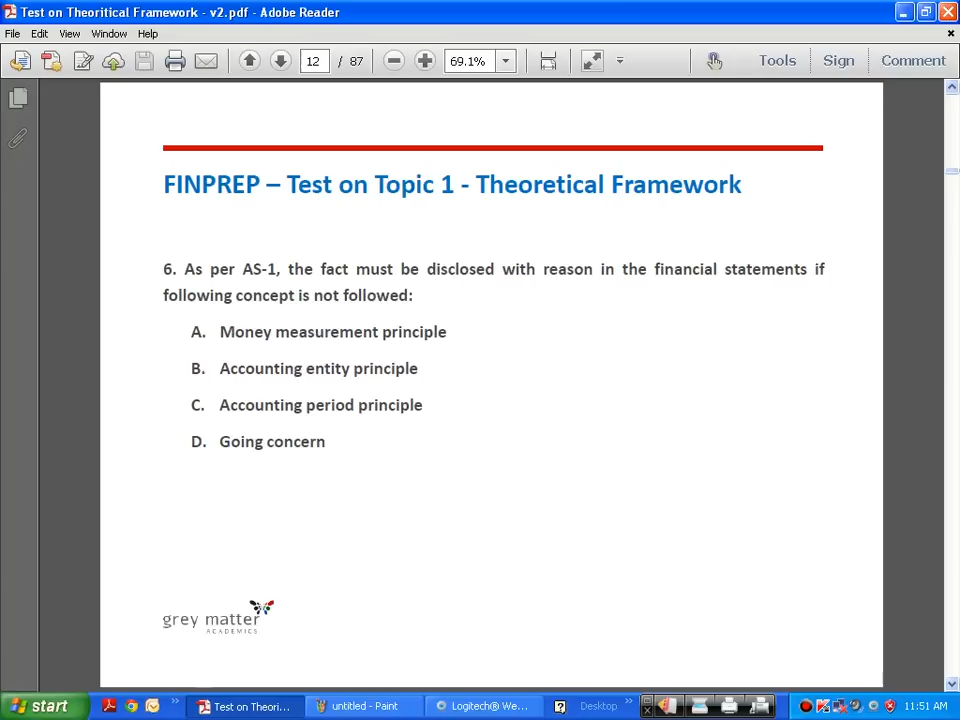 Test on Theoritical Framework - v2.pdf - Adobe Reader
File Edit View Window Help
12 / 87 69.1% Tools Sign Comment
FINPREP – Test on Topic 1 - Theoretical Framework
6. As per AS-1, the fact must be disclosed with reason in the financial statements if
following concept is not followed:
A. Money measurement principle
B. Accounting entity principle
C. Accounting period principle
D. Going concern
grey matter
ACADEMICS
start Test on Theori... untitled - Paint Logitech® We... Desktop 11:51 AM